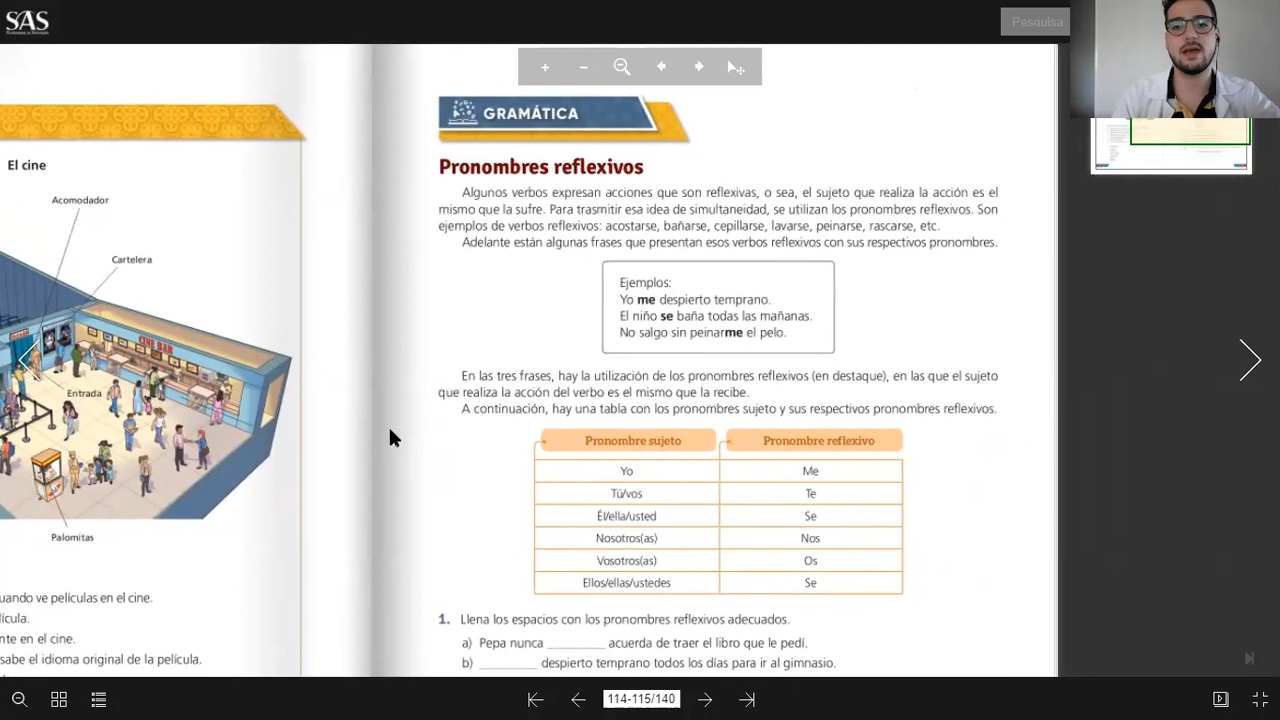 SAS
Pesquisa
El cine
Acomodador
Cartelera
CINE BAR
Entrada
Palomitas
uando ve películas en el cine.
lícula.
nte en el cine.
sabe el idioma original de la película.
GRAMÁTICA
Pronombres reflexivos
Algunos verbos expresan acciones que son reflexivas, o sea, el sujeto que realiza la acción es el
mismo que la sufre. Para trasmitir esa idea de simultaneidad, se utilizan los pronombres reflexivos. Son
ejemplos de verbos reflexivos: acostarse, bañarse, cepillarse, lavarse, peinarse, rascarse, etc.
Adelante están algunas frases que presentan esos verbos reflexivos con sus respectivos pronombres.
Ejemplos:
Yo me despierto temprano.
El niño se baña todas las mañanas.
No salgo sin peinarme el pelo.
En las tres frases, hay la utilización de los pronombres reflexivos (en destaque), en las que el sujeto
que realiza la acción del verbo es el mismo que la recibe.
A continuación, hay una tabla con los pronombres sujeto y sus respectivos pronombres reflexivos.
Pronombre sujeto Pronombre reflexivo
Yo Me
Tú/vos Te
Él/ella/usted Se
Nosotros(as) Nos
Vosotros(as) Os
Ellos/ellas/ustedes Se
1. Llena los espacios con los pronombres reflexivos adecuados.
a) Pepa nunca ________ acuerda de traer el libro que le pedí.
b) ________ despierto temprano todos los días para ir al gimnasio.
114-115/140